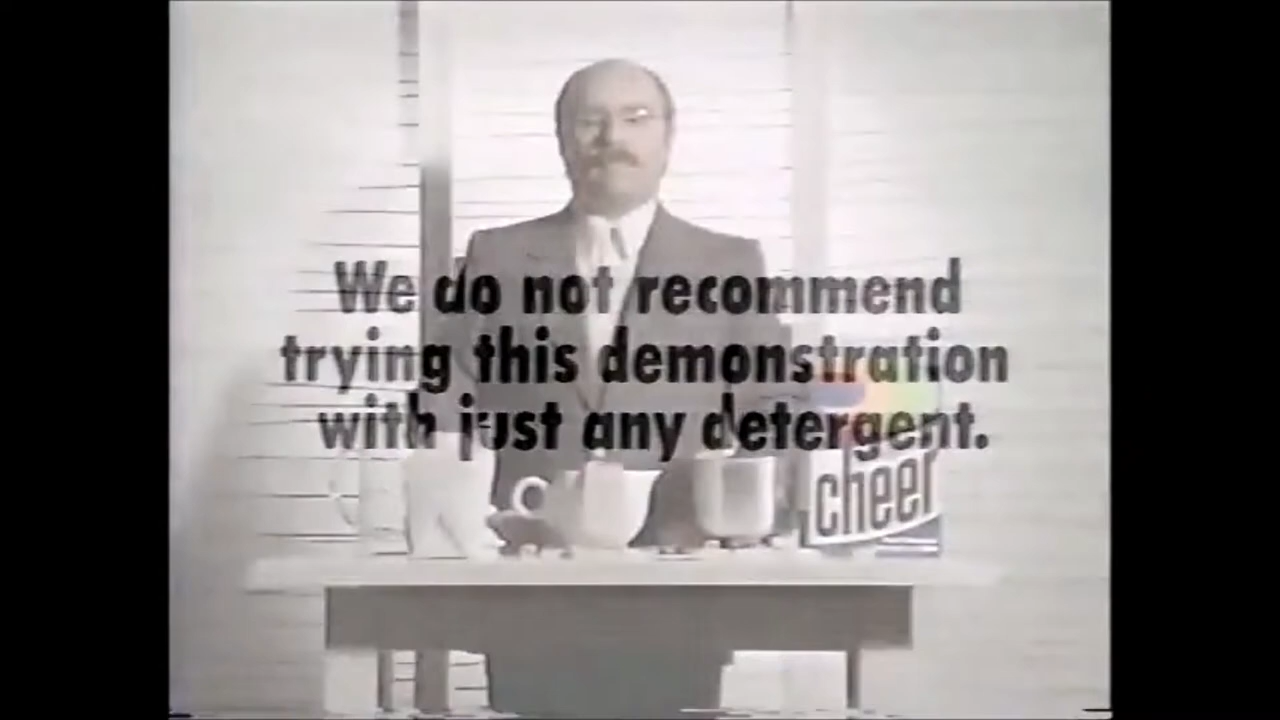 We do not recommend
trying this demonstration
with just any detergent.
cheer